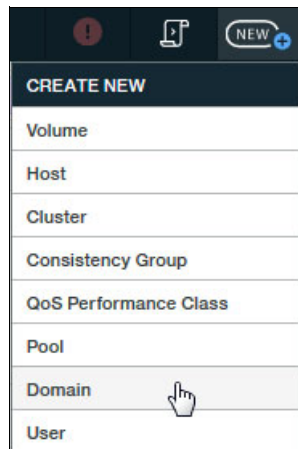 NEW
CREATE NEW
Volume
Host
Cluster
Consistency Group
QoS Performance Class
Pool
Domain
User